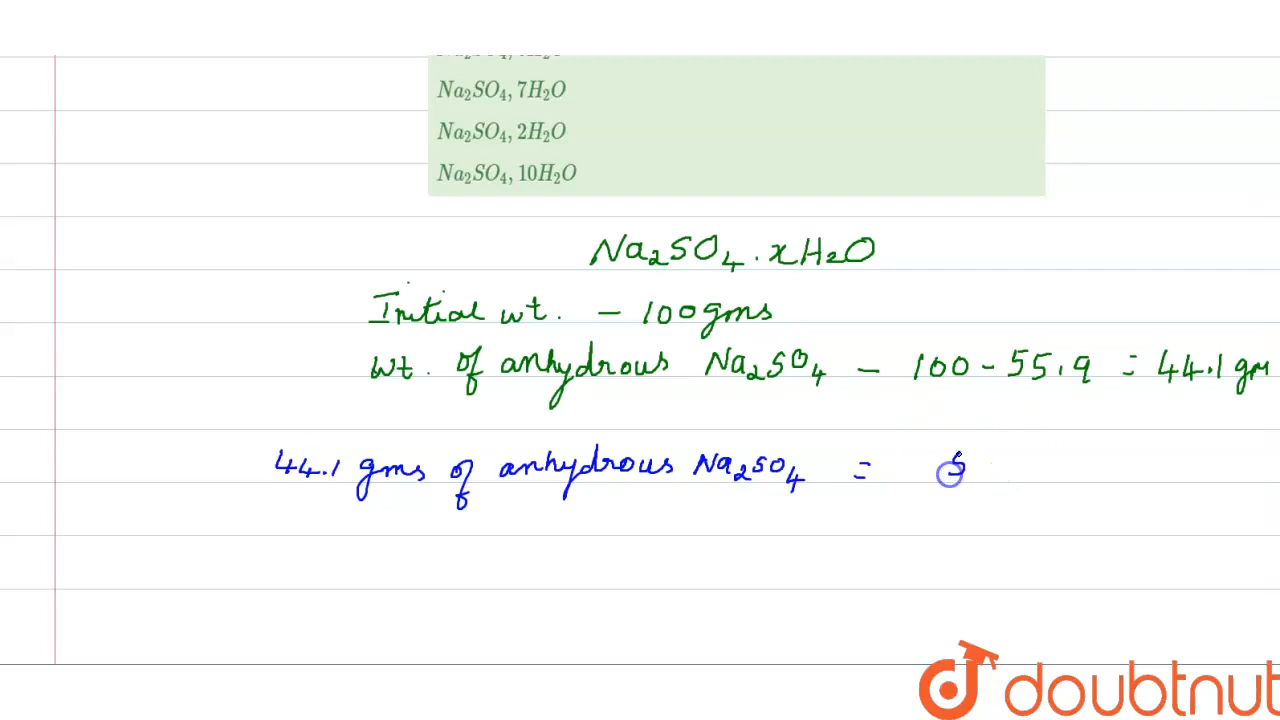 Na₂SO₄, 7H₂O
Na₂SO₄, 2H₂O
Na₂SO₄, 10H₂O
Na₂SO₄.xH₂O
Initial wt. - 100gms
Wt. of anhydrous Na₂SO₄ - 100 - 55.9 = 44.1 gm
44.1 gms of anhydrous Na₂SO₄ = 5
doubtnut